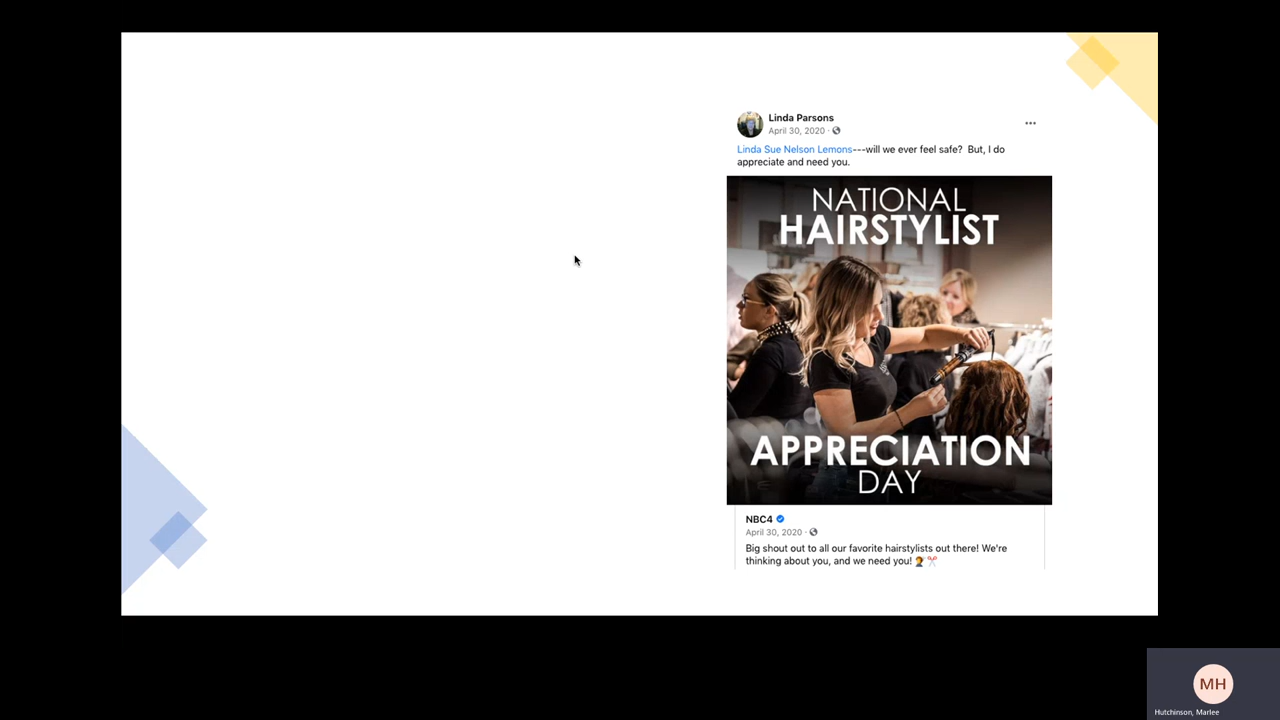 Linda Parsons
April 30, 2020 ·
Linda Sue Nelson Lemons---will we ever feel safe? But, I do
appreciate and need you.
NATIONAL
HAIRSTYLIST
APPRECIATION
DAY
NBC4
April 30, 2020 ·
Big shout out to all our favorite hairstylists out there! We're
thinking about you, and we need you!
MH
Hutchinson, Marlee